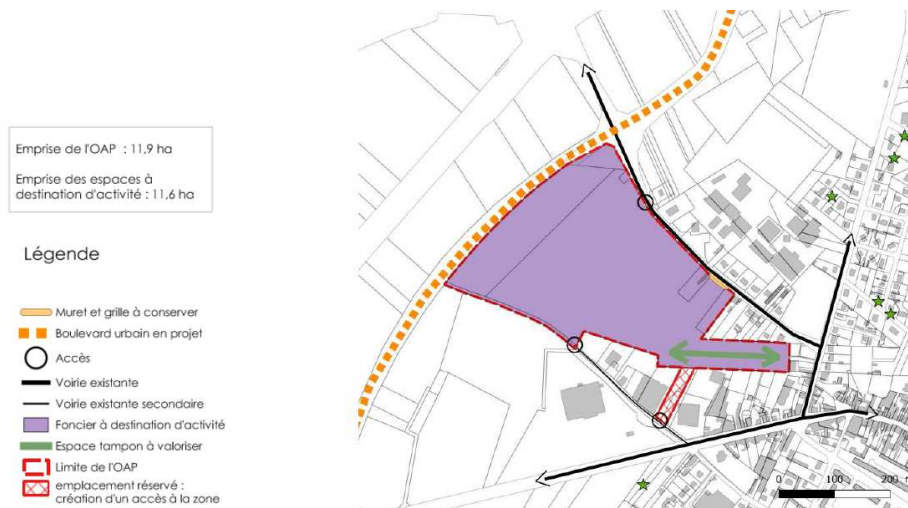 Emprise de l'OAP : 11,9 ha
Emprise des espaces à
destination d'activité : 11,6 ha
Légende
Muret et grille à conserver
Boulevard urbain en projet
Accès
Voirie existante
Voirie existante secondaire
Foncier à destination d'activité
Espace tampon à valoriser
Limite de l'OAP
emplacement réservé :
création d'un accès à la zone
0 100 200